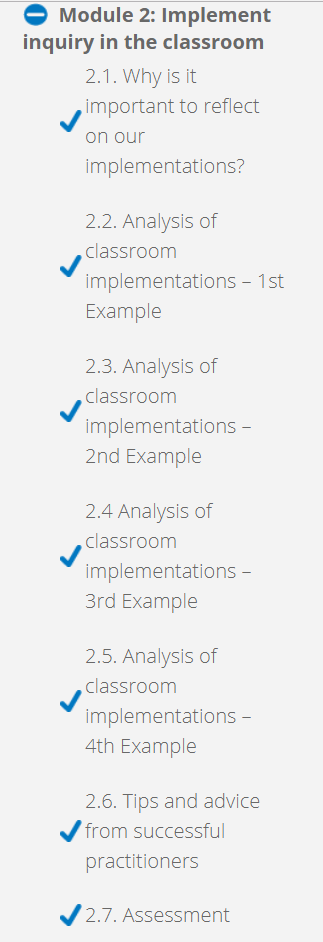 Module 2: Implement
inquiry in the classroom
2.1. Why is it
important to reflect
on our
implementations?
2.2. Analysis of
classroom
implementations – 1st
Example
2.3. Analysis of
classroom
implementations –
2nd Example
2.4 Analysis of
classroom
implementations –
3rd Example
2.5. Analysis of
classroom
implementations –
4th Example
2.6. Tips and advice
from successful
practitioners
2.7. Assessment